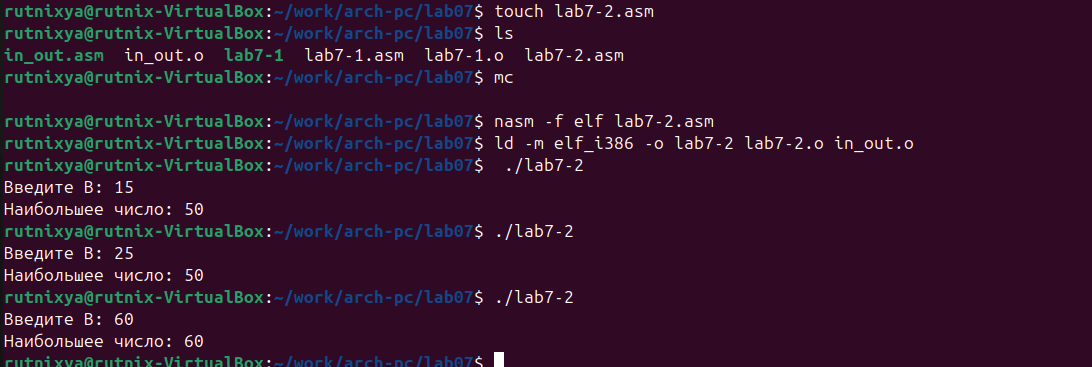 rutnixya@rutnix-VirtualBox:~/work/arch-pc/lab07$ touch lab7-2.asm
rutnixya@rutnix-VirtualBox:~/work/arch-pc/lab07$ ls
in_out.asm  in_out.o  lab7-1  lab7-1.asm  lab7-1.o  lab7-2.asm
rutnixya@rutnix-VirtualBox:~/work/arch-pc/lab07$ mc
rutnixya@rutnix-VirtualBox:~/work/arch-pc/lab07$ nasm -f elf lab7-2.asm
rutnixya@rutnix-VirtualBox:~/work/arch-pc/lab07$ ld -m elf_i386 -o lab7-2 lab7-2.o in_out.o
rutnixya@rutnix-VirtualBox:~/work/arch-pc/lab07$  ./lab7-2
Введите В: 15
Наибольшее число: 50
rutnixya@rutnix-VirtualBox:~/work/arch-pc/lab07$ ./lab7-2
Введите В: 25
Наибольшее число: 50
rutnixya@rutnix-VirtualBox:~/work/arch-pc/lab07$ ./lab7-2
Введите В: 60
Наибольшее число: 60
rutnixya@rutnix-VirtualBox:~/work/arch-pc/lab07$